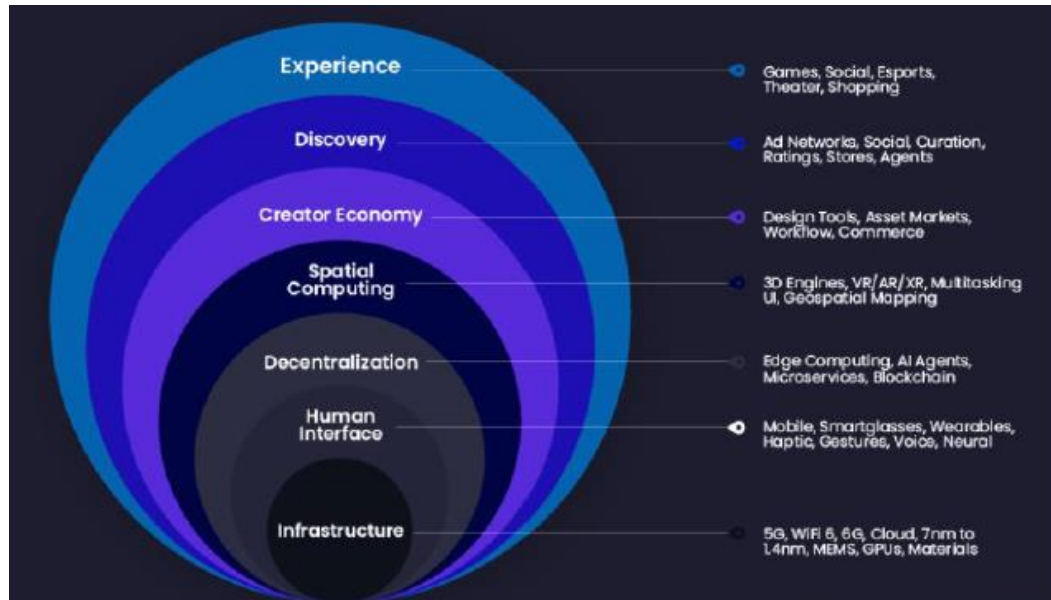 Experience
Games, Social, Esports,
Theater, Shopping
Discovery
Ad Networks, Social, Curation,
Ratings, Stores, Agents
Creator Economy
Design Tools, Asset Markets,
Workflow, Commerce
Spatial
Computing
3D Engines, VR/AR/XR, Multitasking
UI, Geospatial Mapping
Decentralization
Edge Computing, AI Agents,
Microservices, Blockchain
Human
Interface
Mobile, Smartglasses, Wearables,
Haptic, Gestures, Voice, Neural
Infrastructure
5G, WiFi 6, 6G, Cloud, 7nm to
1.4nm, MEMS, GPUs, Materials